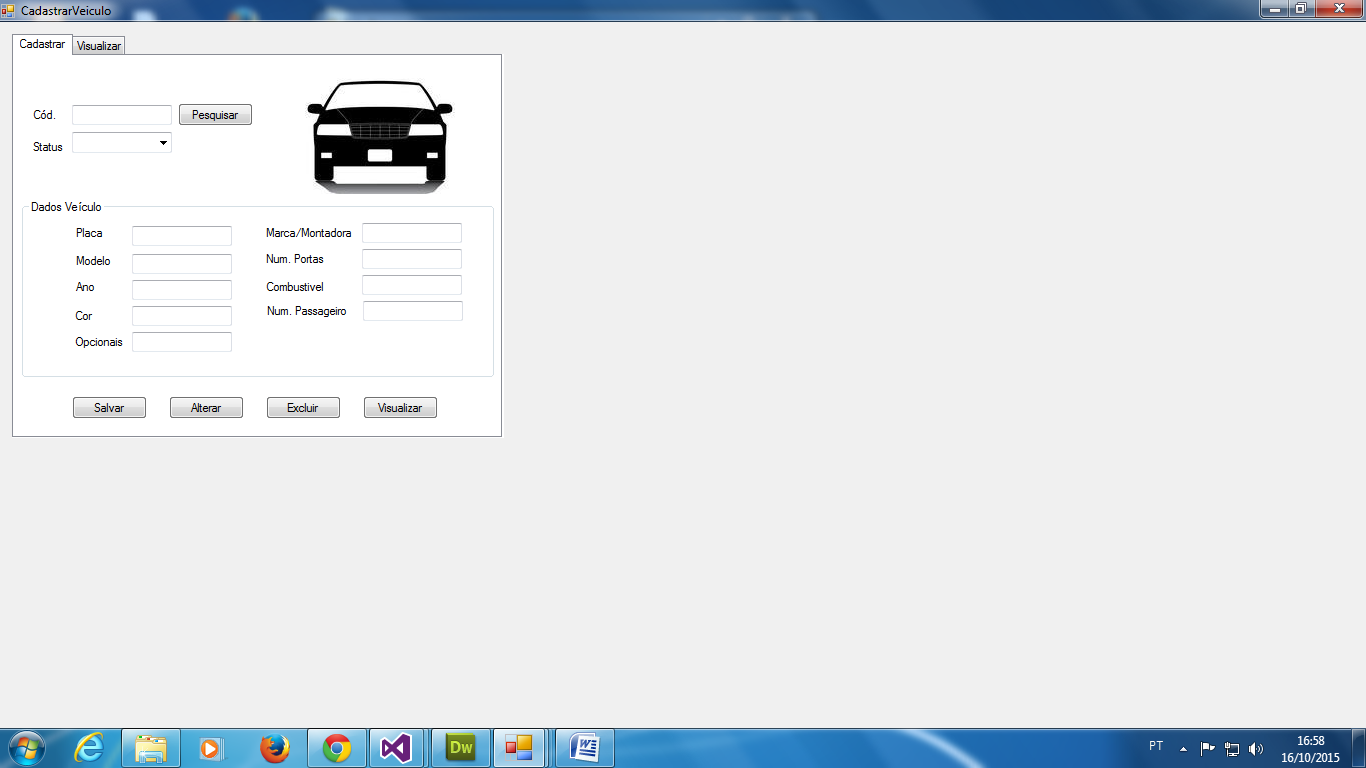 CadastrarVeiculo
Cadastrar Visualizar
Cód. Pesquisar
Status
Dados Veículo
Placa Marca/Montadora
Modelo Num. Portas
Ano Combustivel
Cor Num. Passageiro
Opcionais
Salvar Alterar Excluir Visualizar
Dw
W
PT 16:58
16/10/2015